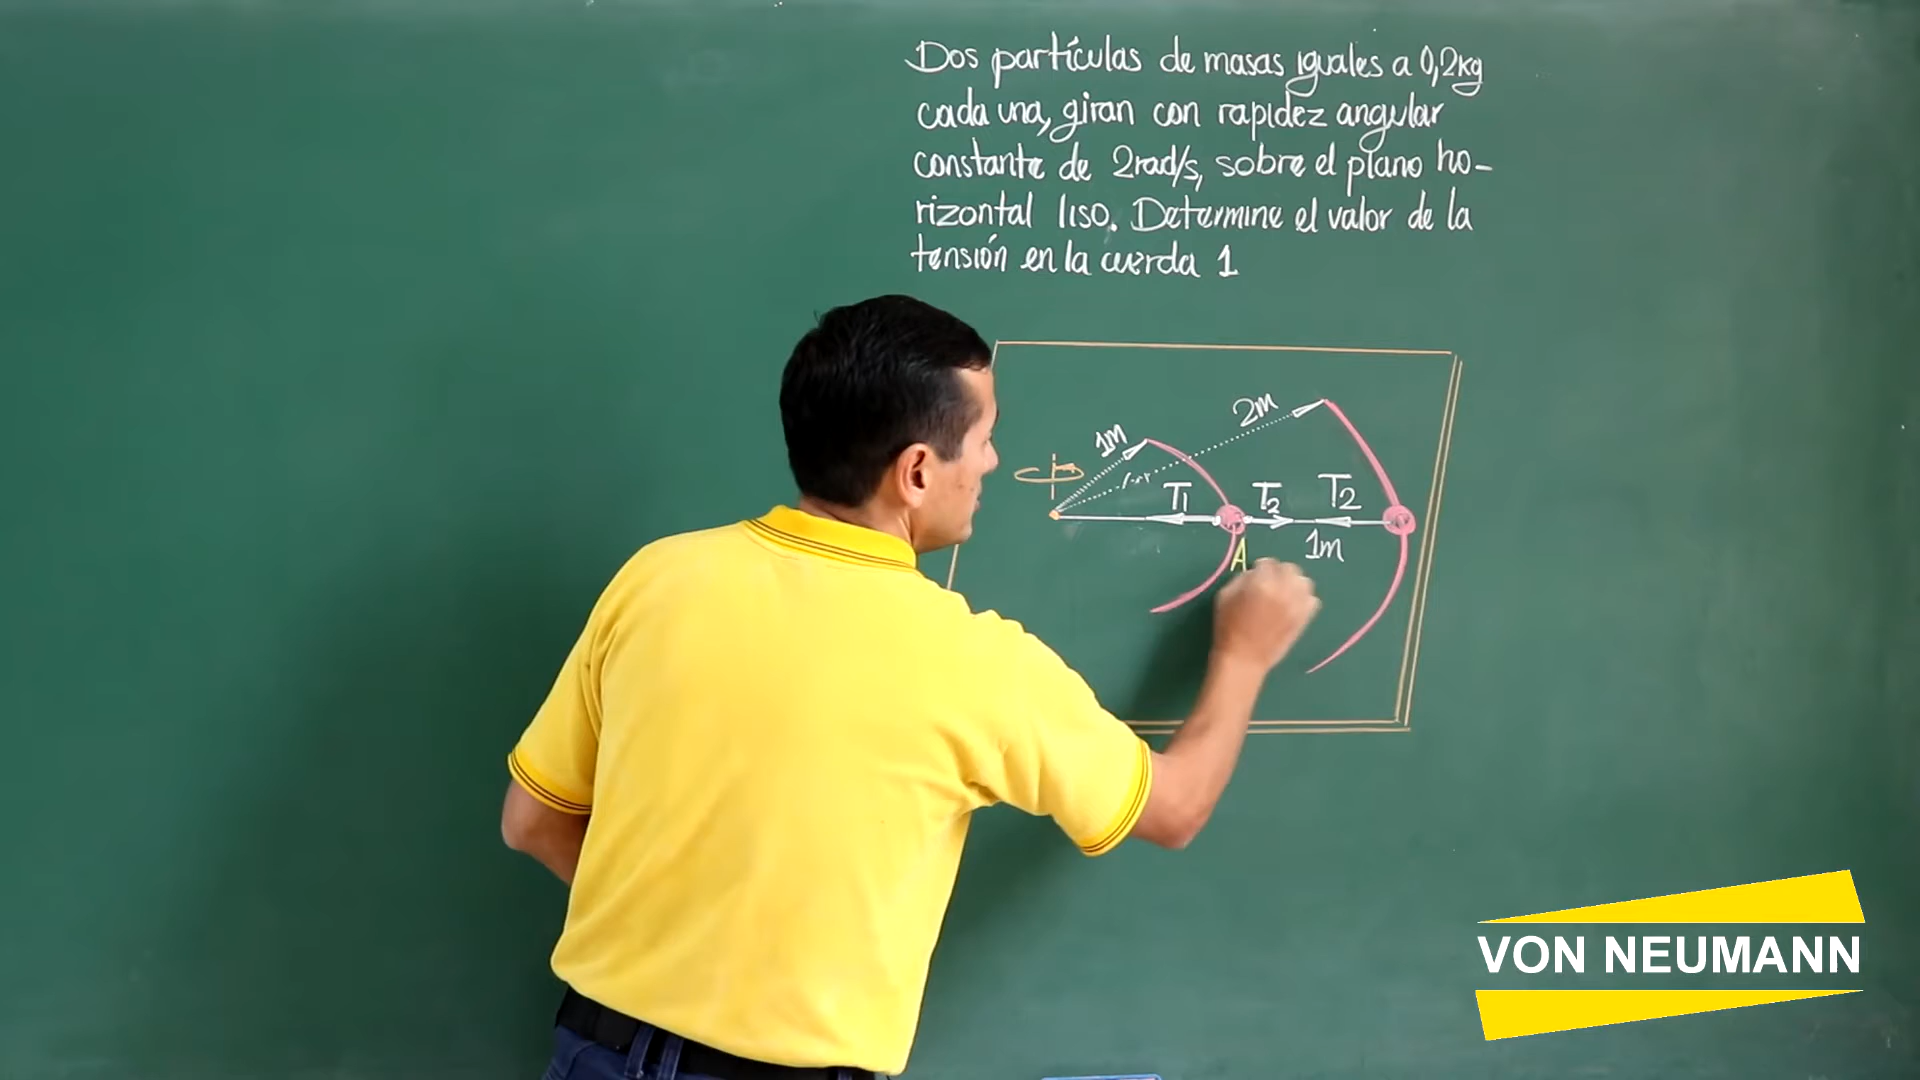 Dos partículas de masas iguales a 0,2kg
cada una, giran con rapidez angular
constante de 2rad/s, sobre el plano ho-
rizontal liso. Determine el valor de la
tensión en la cuerda 1
2m
1m
T1
T2
T2
1m
A
VON NEUMANN